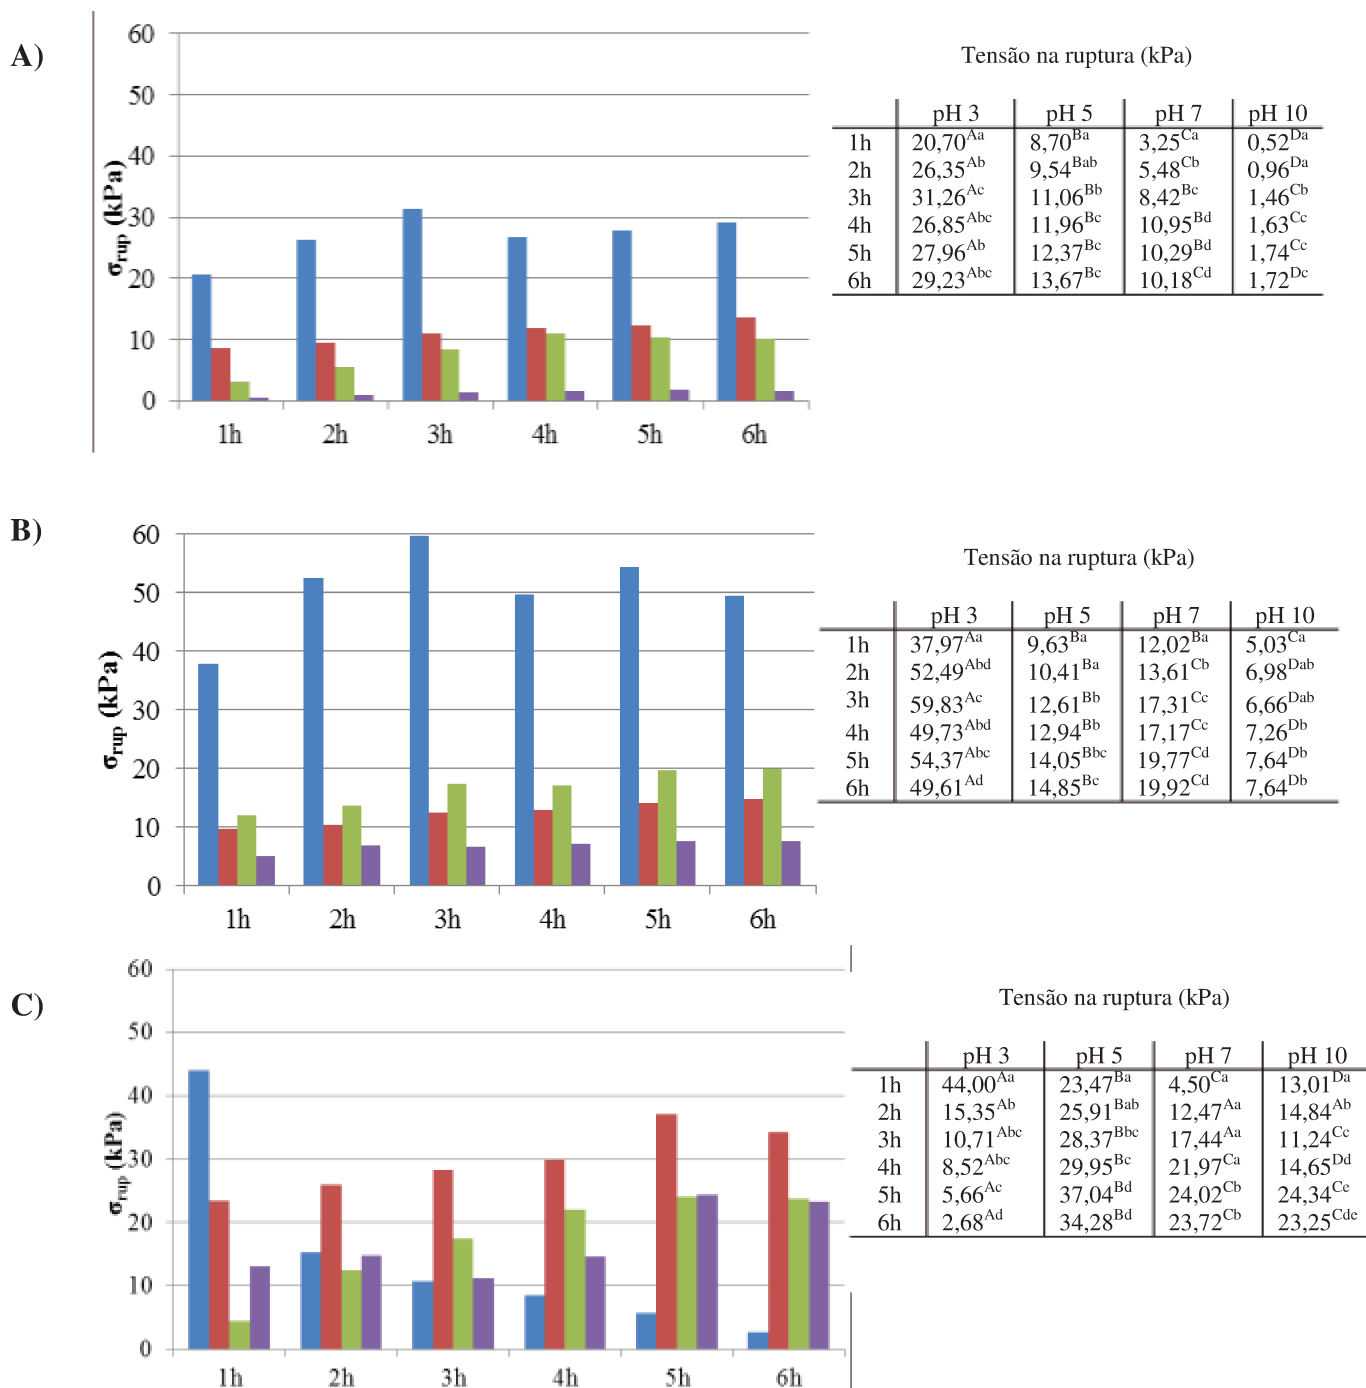 A)
60
50
40
30
20
10
0
σrup (kPa)
1h 2h 3h 4h 5h 6h
Tensão na ruptura (kPa)
pH 3 pH 5 pH 7 pH 10
1h 20,70Aa 8,70Ba 3,25Ca 0,52Da
2h 26,35Ab 9,54Bab 5,48Cb 0,96Da
3h 31,26Ac 11,06Bb 8,42Bc 1,46Cb
4h 26,85Abc 11,96Bc 10,95Bd 1,63Cc
5h 27,96Ab 12,37Bc 10,29Bd 1,74Cc
6h 29,23Abc 13,67Bc 10,18Cd 1,72Dc
B)
60
50
40
30
20
10
0
σrup (kPa)
1h 2h 3h 4h 5h 6h
Tensão na ruptura (kPa)
pH 3 pH 5 pH 7 pH 10
1h 37,97Aa 9,63Ba 12,02Ba 5,03Ca
2h 52,49Abd 10,41Ba 13,61Cb 6,98Dab
3h 59,83Ac 12,61Bb 17,31Cc 6,66Dab
4h 49,73Abd 12,94Bb 17,17Cc 7,26Db
5h 54,37Abc 14,05Bbc 19,77Cd 7,64Db
6h 49,61Ad 14,85Bc 19,92Cd 7,64Db
C)
60
50
40
30
20
10
0
σrup (kPa)
1h 2h 3h 4h 5h 6h
Tensão na ruptura (kPa)
pH 3 pH 5 pH 7 pH 10
1h 44,00Aa 23,47Ba 4,50Ca 13,01Da
2h 15,35Ab 25,91Bab 12,47Aa 14,84Ab
3h 10,71Abc 28,37Bbc 17,44Aa 11,24Cc
4h 8,52Abc 29,95Bc 21,97Ca 14,65Dd
5h 5,66Ac 37,04Bd 24,02Cb 24,34Ce
6h 2,68Ad 34,28Bd 23,72Cb 23,25Cde